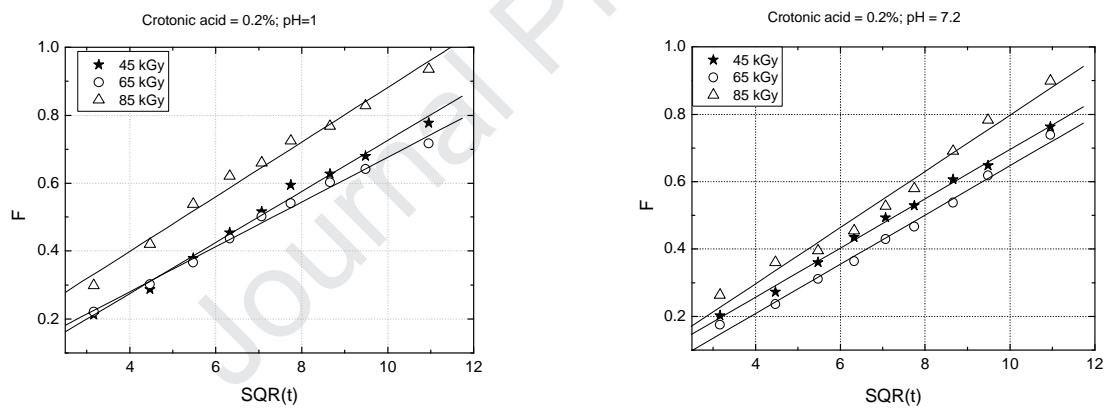 Crotonic acid = 0.2%; pH=1
1.0
0.8
0.6
0.4
0.2
F
45 kGy
65 kGy
85 kGy
4 6 8 10 12
SQR(t)
Crotonic acid = 0.2%; pH = 7.2
1.0
0.8
0.6
0.4
0.2
F
45 kGy
65 kGy
85 kGy
4 6 8 10 12
SQR(t)
Journal P